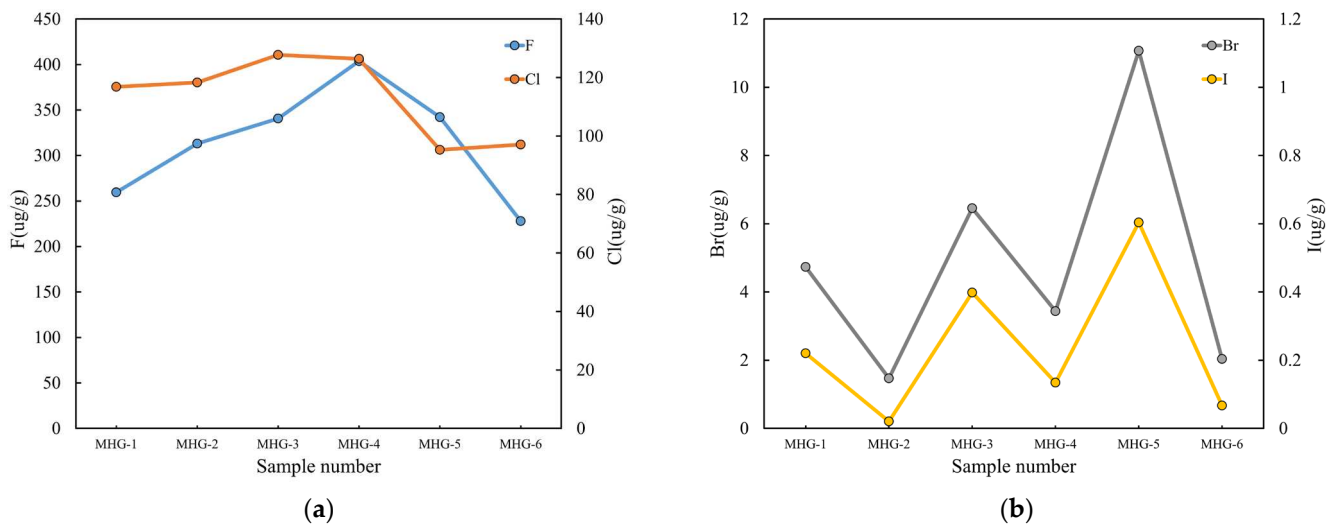 450
400
350
300
250
200
150
100
50
0
F(ug/g)
140
120
100
80
60
40
20
0
Cl(ug/g)
F
Cl
MHG-1 MHG-2 MHG-3 MHG-4 MHG-5 MHG-6
Sample number
(a)
12
10
8
6
4
2
0
Br(ug/g)
1.2
1
0.8
0.6
0.4
0.2
0
I(ug/g)
Br
I
MHG-1 MHG-2 MHG-3 MHG-4 MHG-5 MHG-6
Sample number
(b)